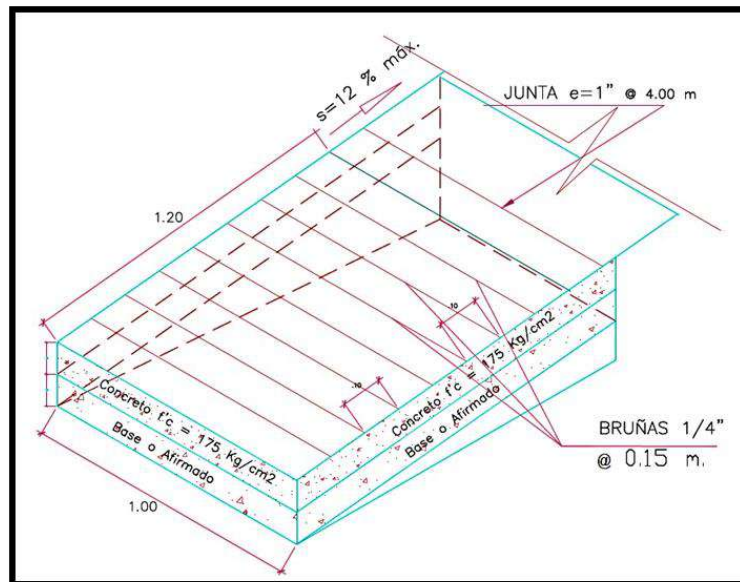 s=12 % máx.
JUNTA e=1" @ 4.00 m
1.20
.10
.10
Concreto f'c = 175 Kg/cm2
Base o Afirmado
Concreto f'c = 175 Kg/cm2
Base o Afirmado
BRUÑAS 1/4"
@ 0.15 m.
1.00